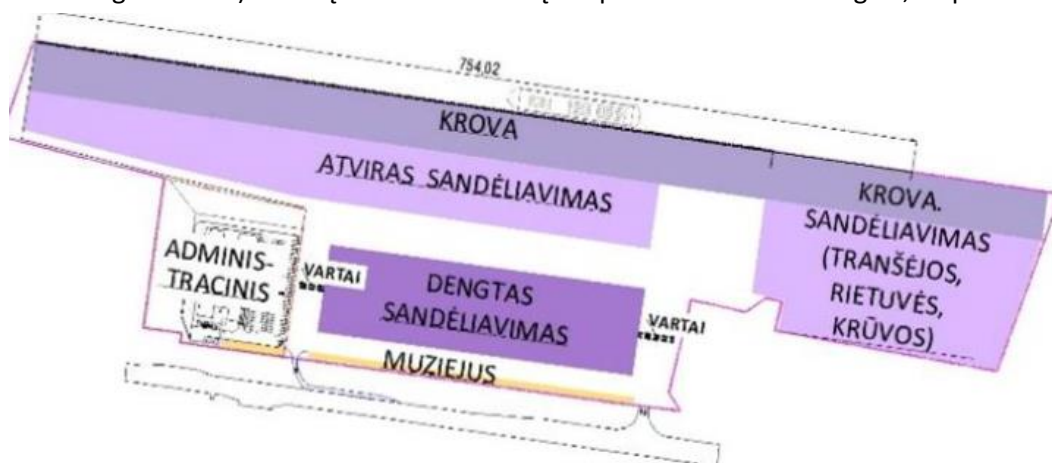 754,02
KROVA
ATVIRAS SANDĖLIAVIMAS
KROVA.
SANDĖLIAVIMAS
(TRANŠĖJOS,
RIETUVĖS,
KRŪVOS)
ADMINIS-
TRACINIS
VARTAI
DENGTAS
SANDĖLIAVIMAS
VARTAI
MUZIEJUS